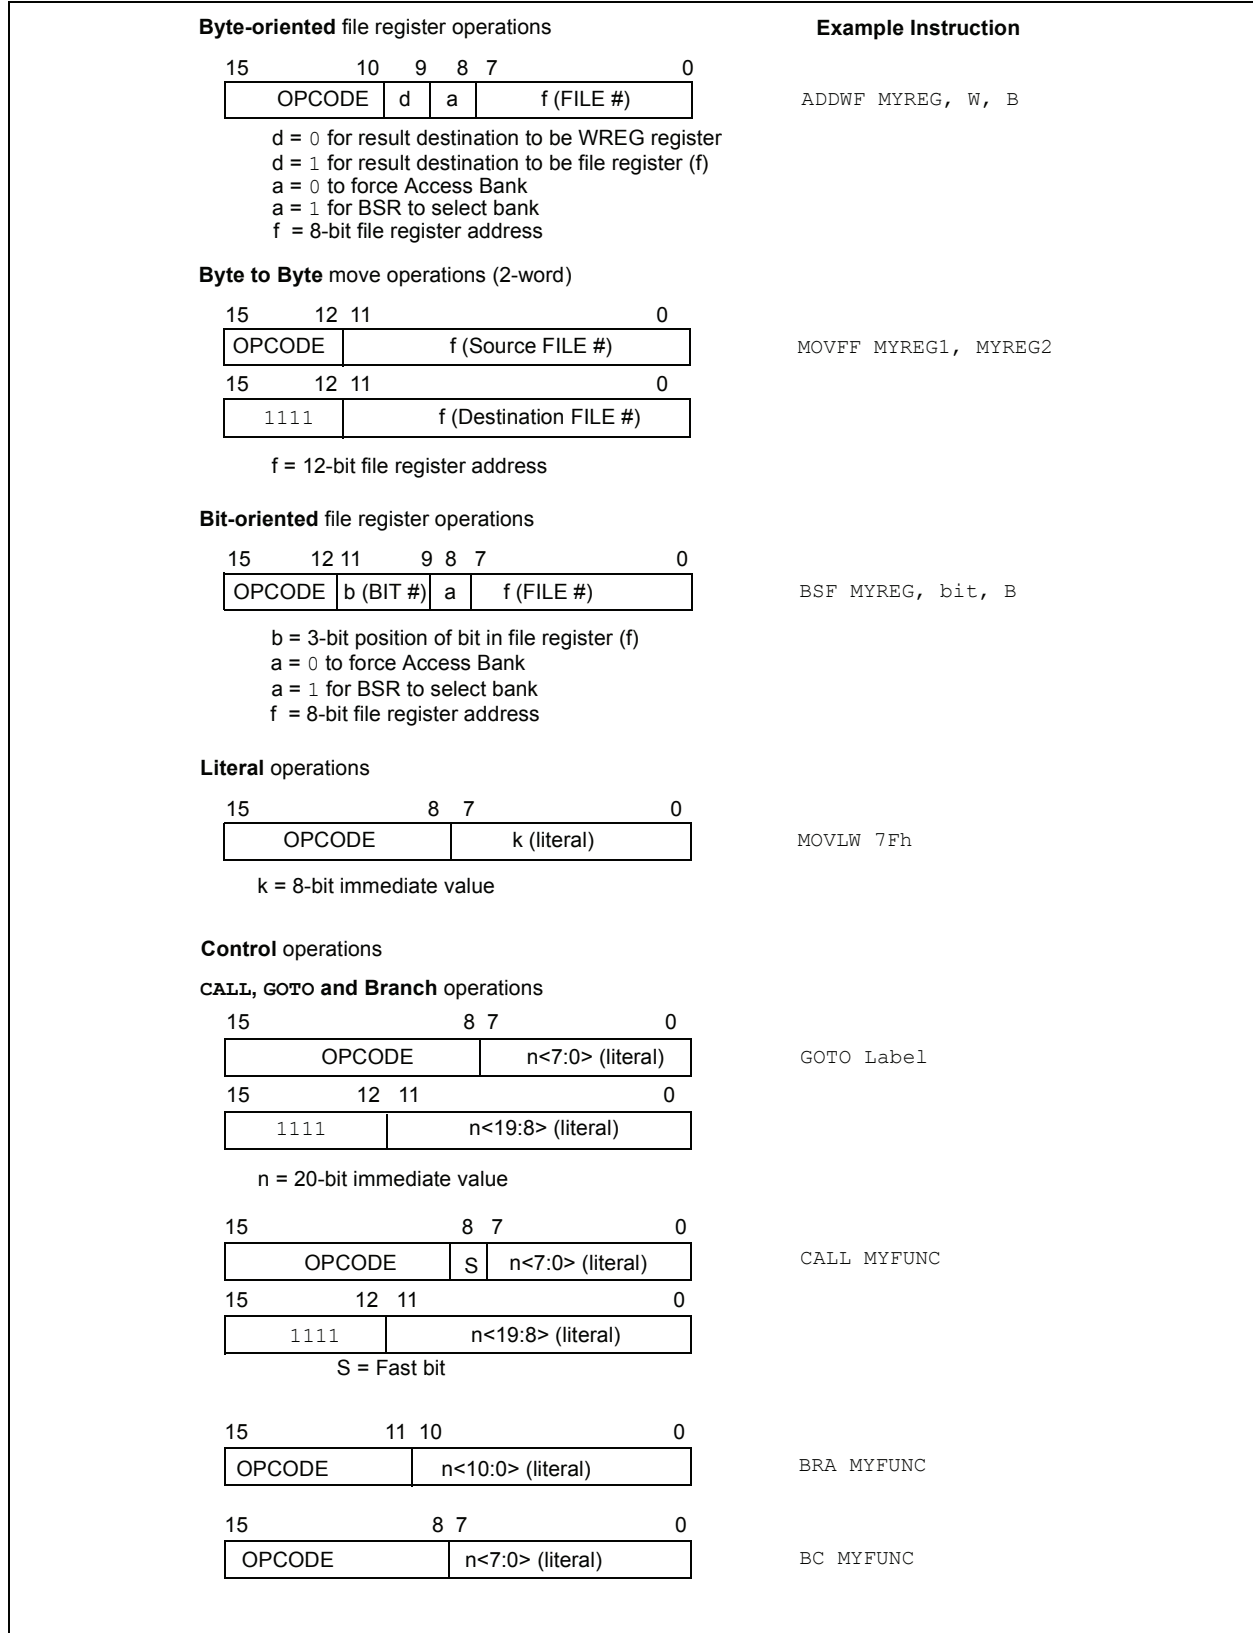 Byte-oriented file register operations Example Instruction
15 10 9 8 7 0
OPCODE d a f (FILE #) ADDWF MYREG, W, B
d = 0 for result destination to be WREG register
d = 1 for result destination to be file register (f)
a = 0 to force Access Bank
a = 1 for BSR to select bank
f = 8-bit file register address
Byte to Byte move operations (2-word)
15 12 11 0
OPCODE f (Source FILE #) MOVFF MYREG1, MYREG2
15 12 11 0
1111 f (Destination FILE #)
f = 12-bit file register address
Bit-oriented file register operations
15 12 11 9 8 7 0
OPCODE b (BIT #) a f (FILE #) BSF MYREG, bit, B
b = 3-bit position of bit in file register (f)
a = 0 to force Access Bank
a = 1 for BSR to select bank
f = 8-bit file register address
Literal operations
15 8 7 0
OPCODE k (literal) MOVLW 7Fh
k = 8-bit immediate value
Control operations
CALL, GOTO and Branch operations
15 8 7 0
OPCODE n<7:0> (literal) GOTO Label
15 12 11 0
1111 n<19:8> (literal)
n = 20-bit immediate value
15 8 7 0
OPCODE S n<7:0> (literal) CALL MYFUNC
15 12 11 0
1111 n<19:8> (literal)
S = Fast bit
15 11 10 0
OPCODE n<10:0> (literal) BRA MYFUNC
15 8 7 0
OPCODE n<7:0> (literal) BC MYFUNC